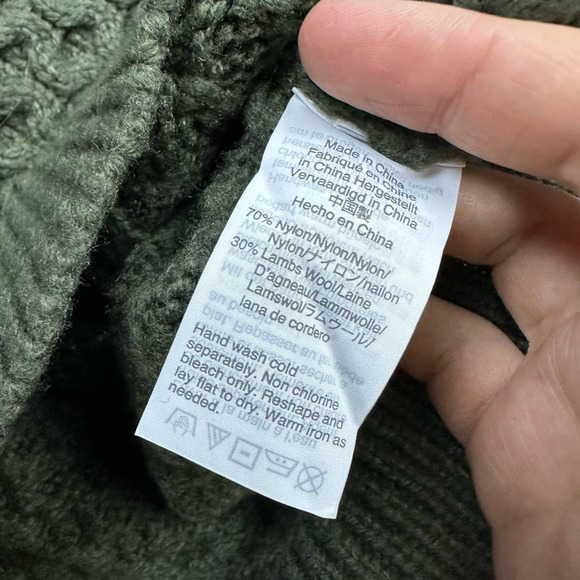 Made in China
Fabriqué en Chine
in China Hergestellt
Vervaardigd in China
中国製
Hecho en China
70% Nylon/Nylon/Nylon/
Nylon/ナイロン/nailon
30% Lambs Wool/Laine
D'agneau/Lammwolle/
Lamswol/ラムウール/
lana de cordero
Hand wash cold
separately. Non chlorine
bleach only. Reshape and
lay flat to dry. Warm iron as
needed.